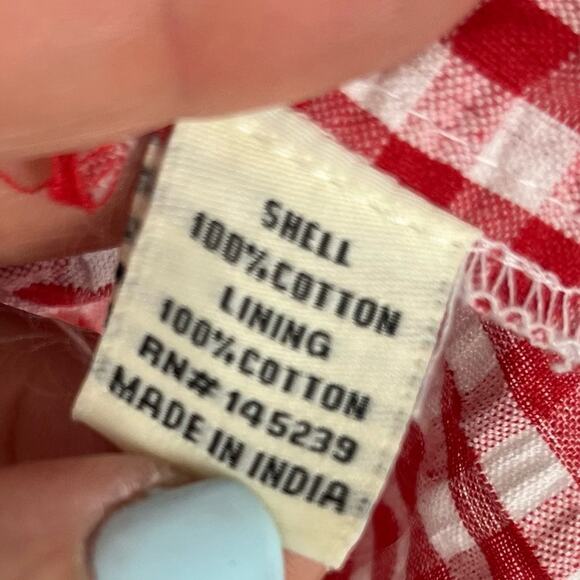 SHELL
100% COTTON
LINING
100% COTTON
RN# 145239
MADE IN INDIA